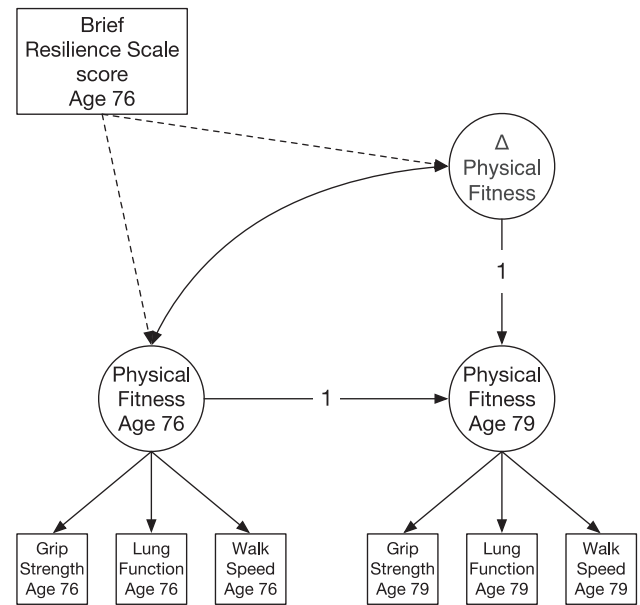 Brief
Resilience Scale
score
Age 76
Δ
Physical
Fitness
1
Physical
Fitness
Age 76
1
Physical
Fitness
Age 79
Grip
Strength
Age 76
Lung
Function
Age 76
Walk
Speed
Age 76
Grip
Strength
Age 79
Lung
Function
Age 79
Walk
Speed
Age 79